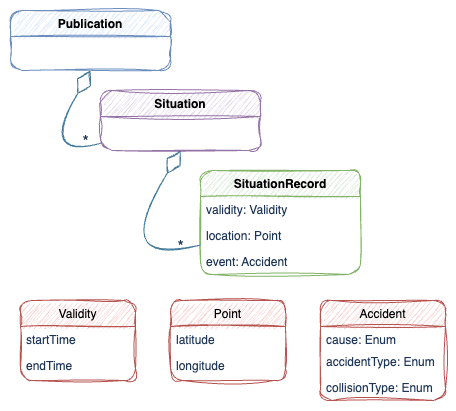 Publication
*
Situation
*
SituationRecord
validity: Validity
location: Point
event: Accident
Validity
startTime
endTime
Point
latitude
longitude
Accident
cause: Enum
accidentType: Enum
collisionType: Enum